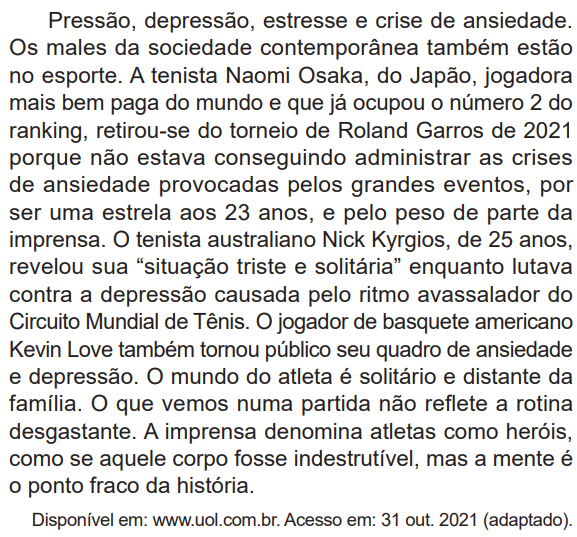 Pressão, depressão, estresse e crise de ansiedade.
Os males da sociedade contemporânea também estão
no esporte. A tenista Naomi Osaka, do Japão, jogadora
mais bem paga do mundo e que já ocupou o número 2 do
ranking, retirou-se do torneio de Roland Garros de 2021
porque não estava conseguindo administrar as crises
de ansiedade provocadas pelos grandes eventos, por
ser uma estrela aos 23 anos, e pelo peso de parte da
imprensa. O tenista australiano Nick Kyrgios, de 25 anos,
revelou sua “situação triste e solitária” enquanto lutava
contra a depressão causada pelo ritmo avassalador do
Circuito Mundial de Tênis. O jogador de basquete americano
Kevin Love também tornou público seu quadro de ansiedade
e depressão. O mundo do atleta é solitário e distante da
família. O que vemos numa partida não reflete a rotina
desgastante. A imprensa denomina atletas como heróis,
como se aquele corpo fosse indestrutível, mas a mente é
o ponto fraco da história.
Disponível em: www.uol.com.br. Acesso em: 31 out. 2021 (adaptado).